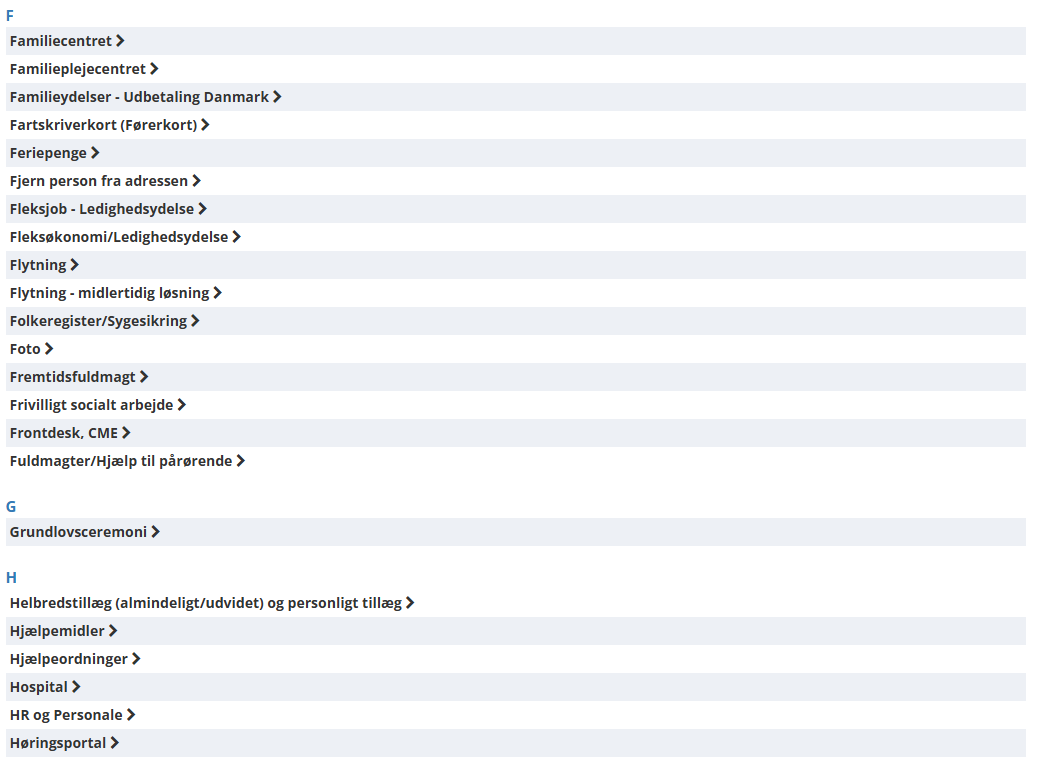 F
Familiecentret
Familieplejecentret
Familieydelser - Udbetaling Danmark
Fartskriverkort (Førerkort)
Feriepenge
Fjern person fra adressen
Fleksjob - Ledighedsydelse
Fleksøkonomi/Ledighedsydelse
Flytning
Flytning - midlertidig løsning
Folkeregister/Sygesikring
Foto
Fremtidsfuldmagt
Frivilligt socialt arbejde
Frontdesk, CME
Fuldmagter/Hjælp til pårørende
G
Grundlovsceremoni
H
Helbredstillæg (almindeligt/udvidet) og personligt tillæg
Hjælpemidler
Hjælpeordninger
Hospital
HR og Personale
Høringsportal